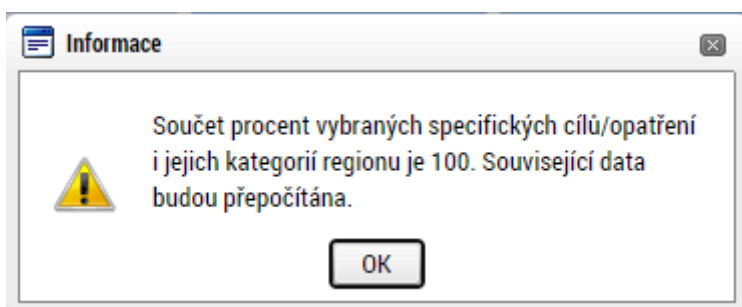 Informace
Součet procent vybraných specifických cílů/opatření
i jejich kategorií regionu je 100. Související data
budou přepočítána.
OK